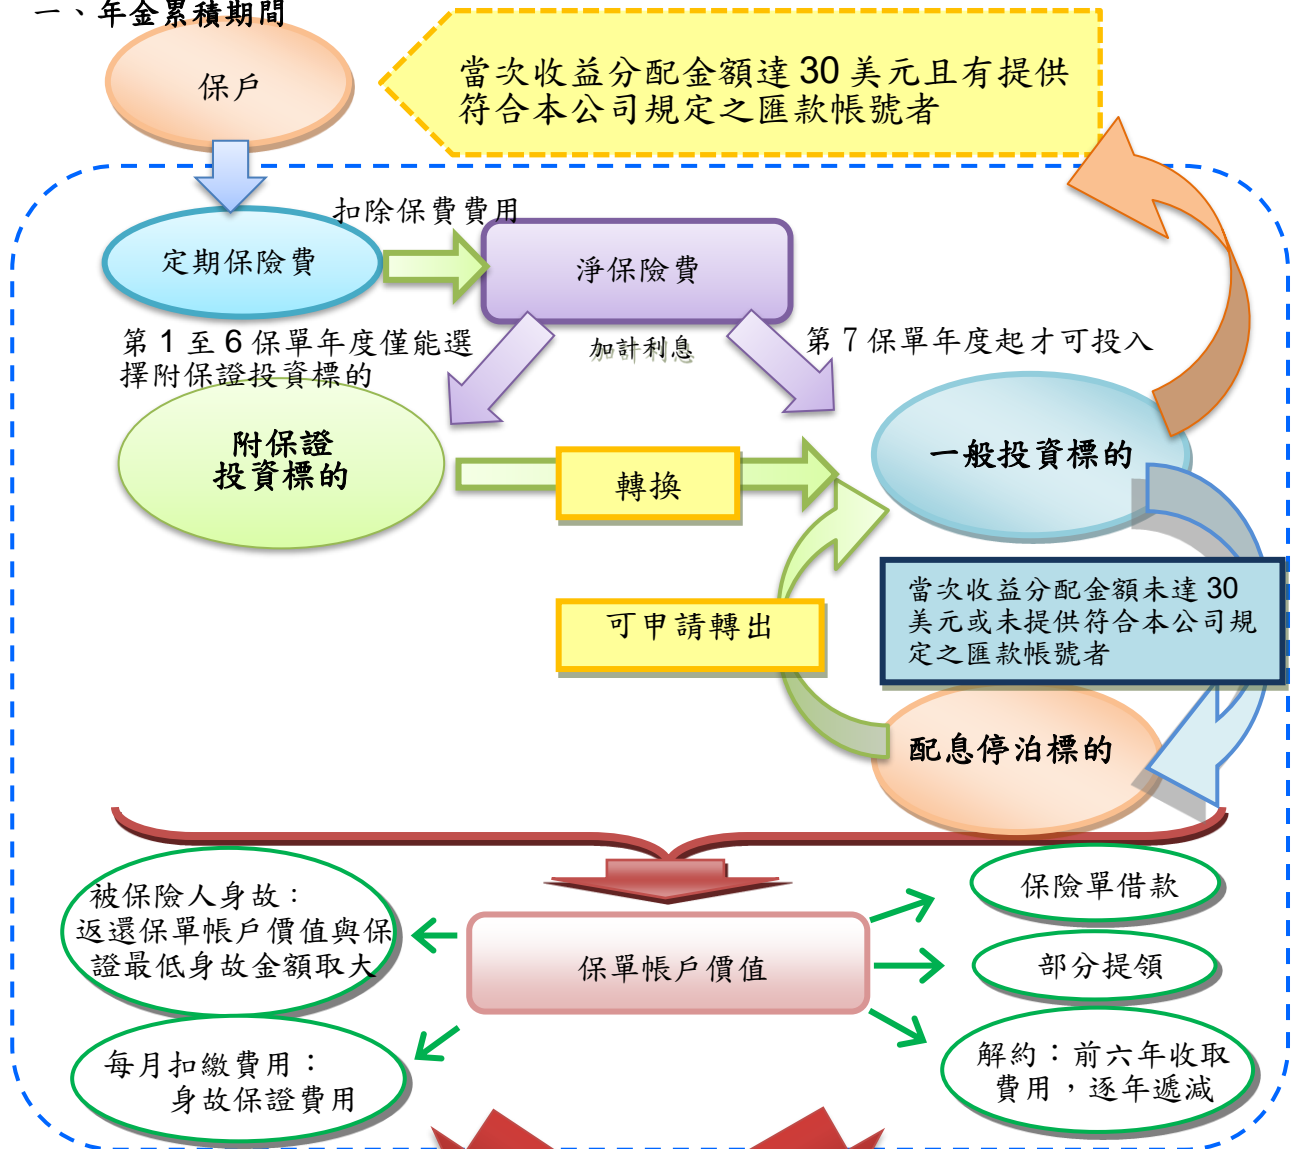 一、年金累積期間
保戶
當次收益分配金額達 30 美元且有提供
符合本公司規定之匯款帳號者
扣除保費費用
定期保險費
淨保險費
第 1 至 6 保單年度僅能選
擇附保證投資標的
加計利息
第 7 保單年度起才可投入
附保證
投資標的
轉換
一般投資標的
當次收益分配金額未達 30
美元或未提供符合本公司規
定之匯款帳號者
可申請轉出
配息停泊標的
被保險人身故：
返還保單帳戶價值與保
證最低身故金額取大
保單帳戶價值
保險單借款
部分提領
每月扣繳費用：
身故保證費用
解約：前六年收取
費用，逐年遞減